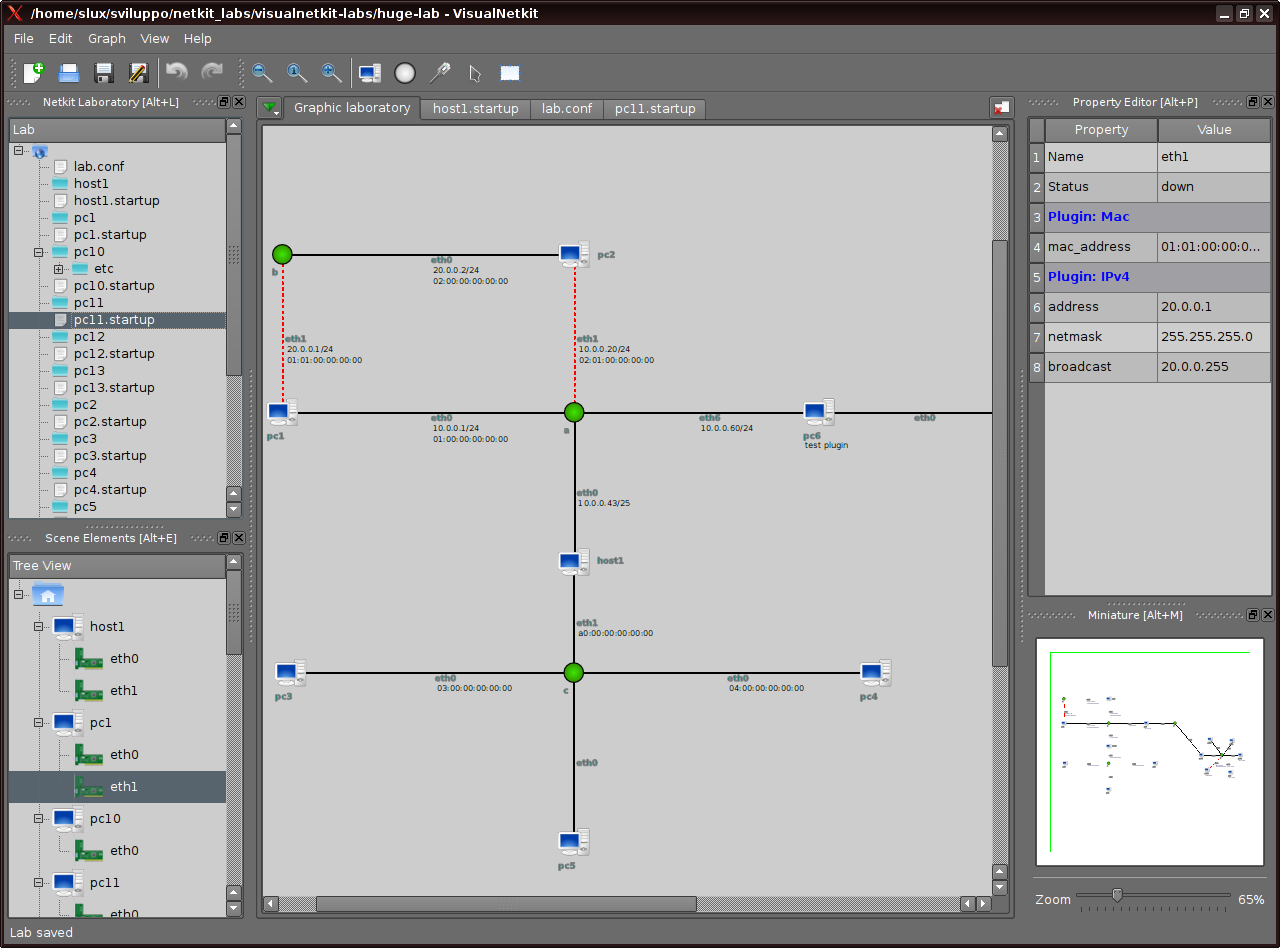 /home/slux/sviluppo/netkit_labs/visualnetkit-labs/huge-lab - VisualNetkit
File Edit Graph View Help
Netkit Laboratory [Alt+L]
Lab
lab.conf
host1
host1.startup
pc1
pc1.startup
pc10
etc
pc10.startup
pc11
pc11.startup
pc12
pc12.startup
pc13
pc13.startup
pc2
pc2.startup
pc3
pc3.startup
pc4
pc4.startup
pc5
Scene Elements [Alt+E]
Tree View
host1
eth0
eth1
pc1
eth0
eth1
pc10
eth0
pc11
eth0
Graphic laboratory host1.startup lab.conf pc11.startup
b
eth0
20.0.0.2/24
02:00:00:00:00:00
pc2
eth1
20.0.0.1/24
01:01:00:00:00:00
eth1
10.0.0.20/24
02:01:00:00:00:00
pc1
eth0
10.0.0.1/24
01:00:00:00:00:00
a
eth6
10.0.0.60/24
pc6
test plugin
eth0
eth0
10.0.0.43/25
host1
eth1
a0:00:00:00:00:00
pc3
eth0
03:00:00:00:00:00
c
eth0
04:00:00:00:00:00
pc4
eth0
pc5
Property Editor [Alt+P]
Property Value
1 Name eth1
2 Status down
3 Plugin: Mac
4 mac_address 01:01:00:00:0...
5 Plugin: IPv4
6 address 20.0.0.1
7 netmask 255.255.255.0
8 broadcast 20.0.0.255
Miniature [Alt+M]
Zoom 65%
Lab saved